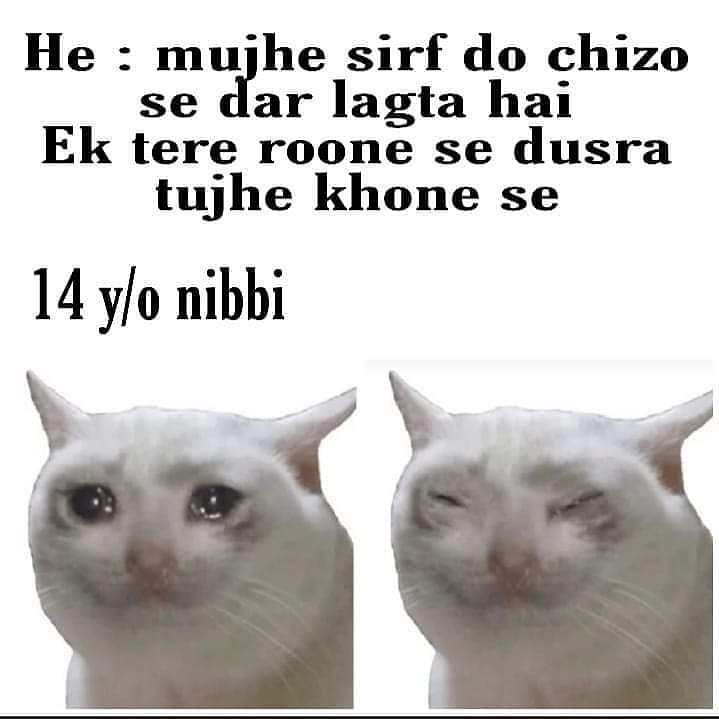 He : mujhe sirf do chizo
se dar lagta hai
Ek tere roone se dusra
tujhe khone se
14 y/o nibbi